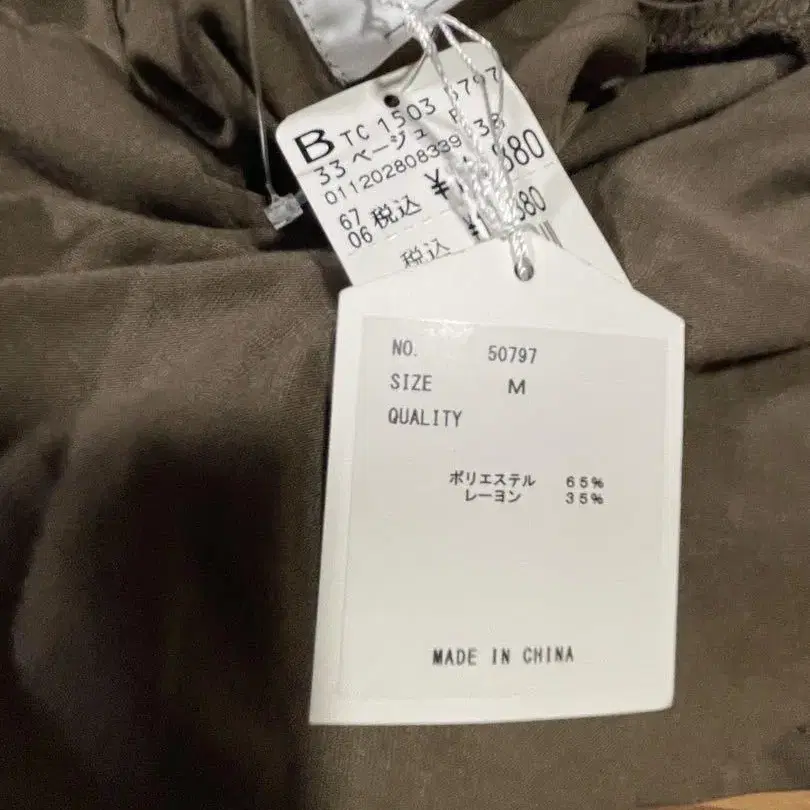 B TC 1503
33 ベージュ
011202808339
67 税込 ¥
06
税込
NO. 50797
SIZE M
QUALITY
ポリエステル 65%
レーヨン 35%
MADE IN CHINA